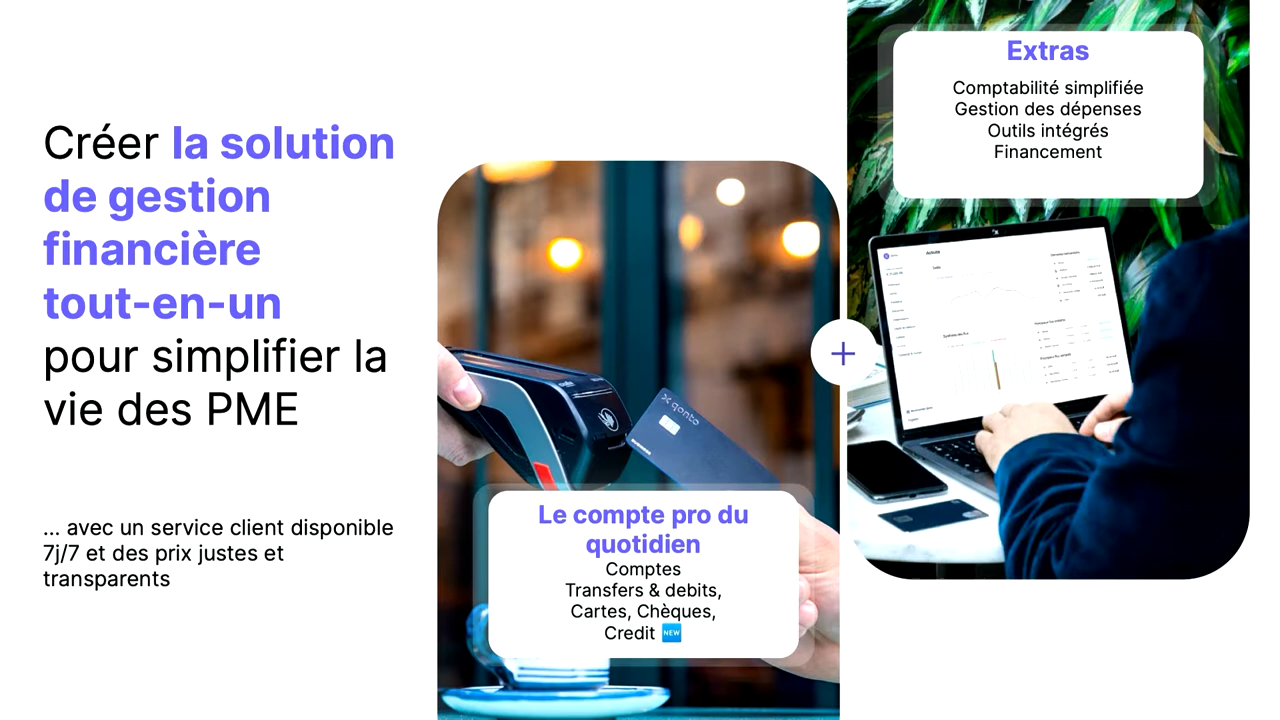 Créer la solution
de gestion
financière
tout-en-un
pour simplifier la
vie des PME
... avec un service client disponible
7j/7 et des prix justes et
transparents
qonto
Le compte pro du
quotidien
Comptes
Transfers & debits,
Cartes, Chèques,
Credit NEW
+
Extras
Comptabilité simplifiée
Gestion des dépenses
Outils intégrés
Financement